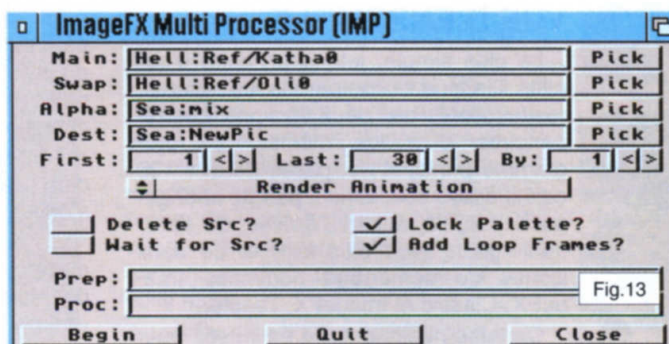 ImageFX Multi Processor (IMP)
Main: Hell:Ref/Katha0 Pick
Swap: Hell:Ref/Oli0 Pick
Alpha: Sea:mix Pick
Dest: Sea:NewPic Pick
First: 1 < > Last: 30 < > By: 1 < >
Render Animation
Delete Src? Lock Palette?
Wait for Src? Add Loop Frames?
Prep:
Proc:
Fig.13
Begin Quit Close